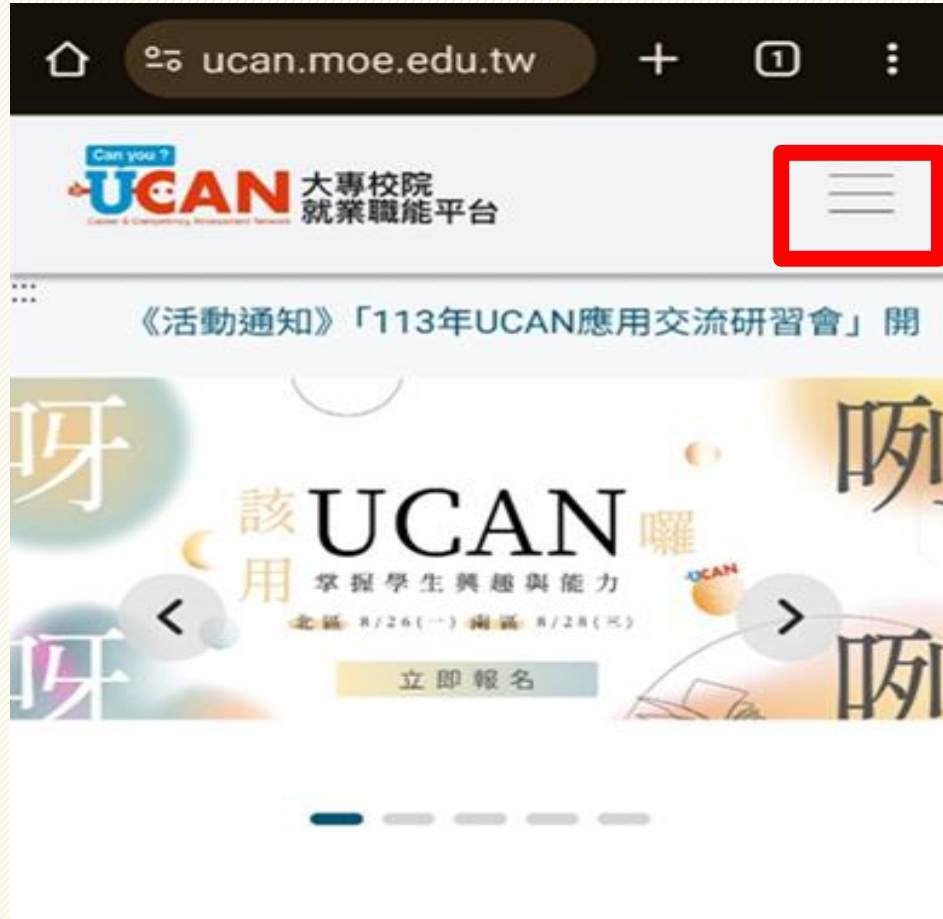 ucan.moe.edu.tw
1
Can you ?
UCAN 大專校院
就業職能平台
《活動通知》「113年UCAN應用交流研習會」開
呀
咧
該用
UCAN
囉
掌握學生興趣與能力
UCAN
北區 8/26(一) 南區 8/28(三)
立即報名
呀
咧